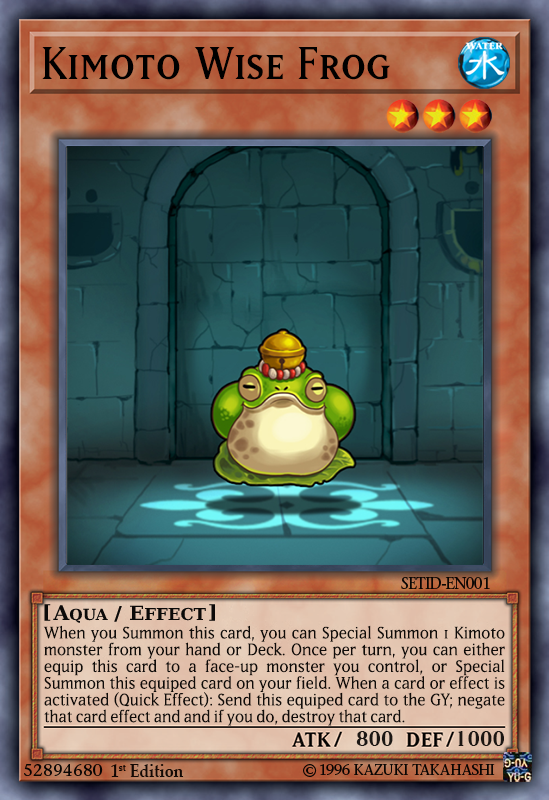 Kimoto Wise Frog
WATER
水
SETID-EN001
[Aqua / Effect]
When you Summon this card, you can Special Summon 1 Kimoto
monster from your hand or Deck. Once per turn, you can either
equip this card to a face-up monster you control, or Special
Summon this equiped card on your field. When a card or effect is
activated (Quick Effect): Send this equiped card to the GY; negate
that card effect and and if you do, destroy that card.
ATK/ 800 DEF/1000
52894680 1st Edition © 1996 KAZUKI TAKAHASHI
YU-G
YU-G